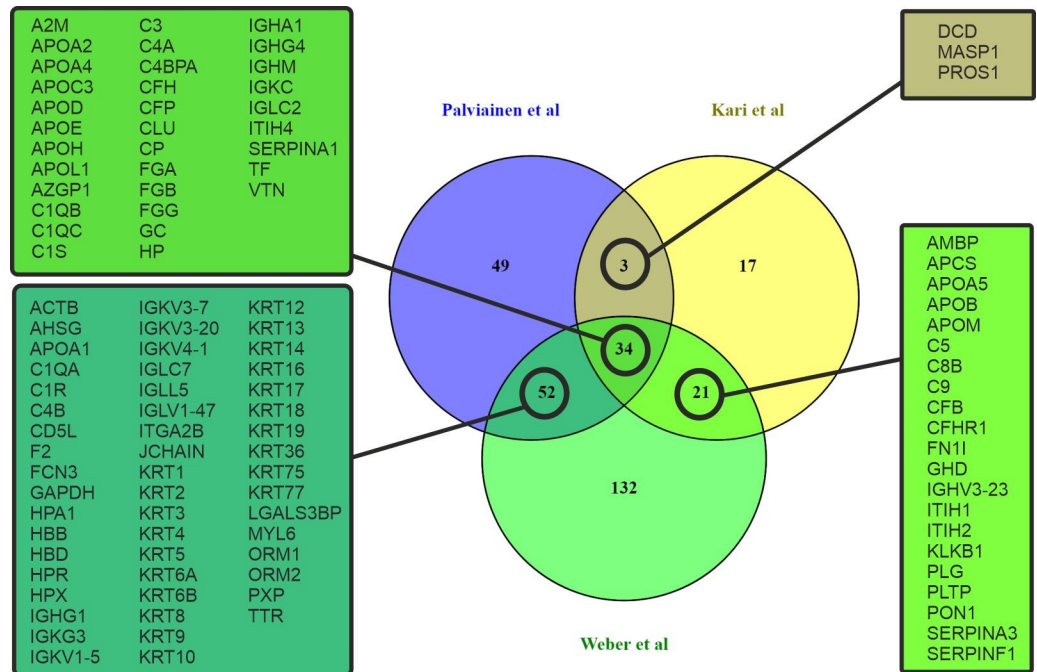 A2M C3 IGHA1
APOA2 C4A IGHG4
APOA4 C4BPA IGHM
APOC3 CFH IGKC
APOD CFP IGLC2
APOE CLU ITIH4
APOH CP SERPINA1
APOL1 FGA TF
AZGP1 FGB VTN
C1QB FGG
C1QC GC
C1S HP
DCD
MASP1
PROS1
Palviainen et al
Kari et al
49
3
17
34
52
21
132
Weber et al
ACTB IGKV3-7 KRT12
AHSG IGKV3-20 KRT13
APOA1 IGKV4-1 KRT14
C1QA IGLC7 KRT16
C1R IGLL5 KRT17
C4B IGLV1-47 KRT18
CD5L ITGA2B KRT19
F2 JCHAIN KRT36
FCN3 KRT1 KRT75
GAPDH KRT2 KRT77
HPA1 KRT3 LGALS3BP
HBB KRT4 MYL6
HBD KRT5 ORM1
HPR KRT6A ORM2
HPX KRT6B PXP
IGHG1 KRT8 TTR
IGKG3 KRT9
IGKV1-5 KRT10
AMBP
APCS
APOA5
APOB
APOM
C5
C8B
C9
CFB
CFHR1
FN1I
GHD
IGHV3-23
ITIH1
ITIH2
KLKB1
PLG
PLTP
PON1
SERPINA3
SERPINF1